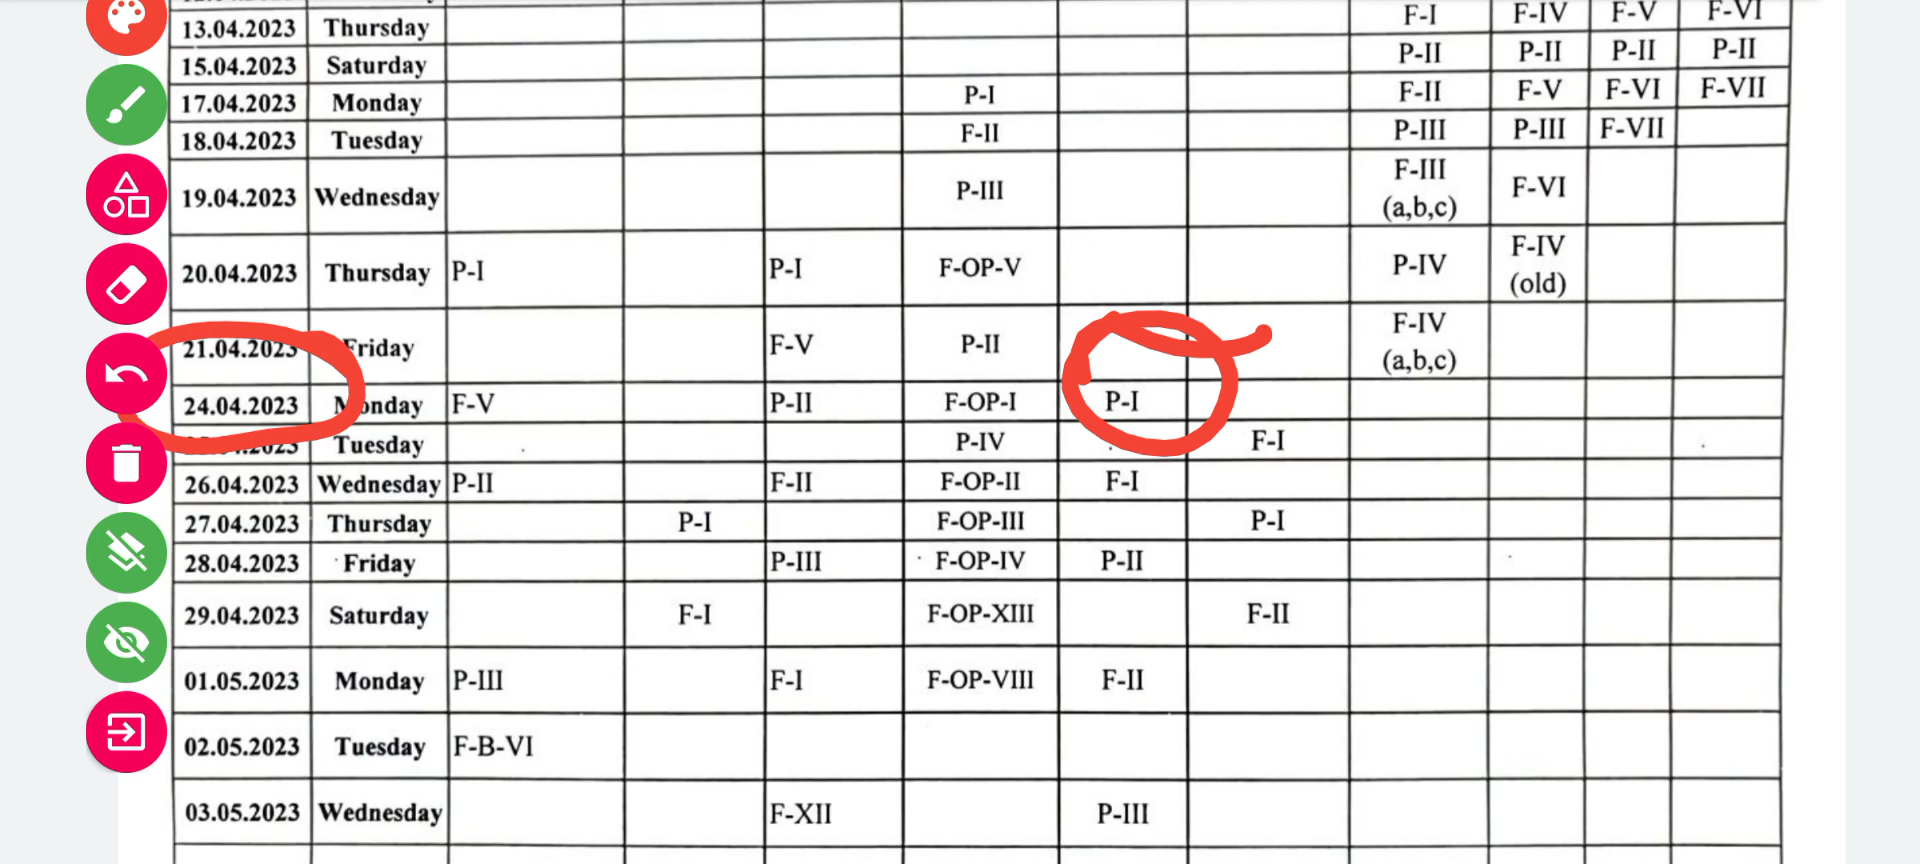 13.04.2023 Thursday F-I F-IV F-V F-VI
15.04.2023 Saturday P-II P-II P-II P-II
17.04.2023 Monday P-I F-II F-V F-VI F-VII
18.04.2023 Tuesday F-II P-III P-III F-VII
19.04.2023 Wednesday P-III F-III (a,b,c) F-VI
20.04.2023 Thursday P-I P-I F-OP-V P-IV F-IV (old)
21.04.2023 Friday F-V P-II F-IV (a,b,c)
24.04.2023 Monday F-V P-II F-OP-I P-I
Tuesday P-IV F-I
26.04.2023 Wednesday P-II F-II F-OP-II F-I
27.04.2023 Thursday P-I F-OP-III P-I
28.04.2023 Friday P-III F-OP-IV P-II
29.04.2023 Saturday F-I F-OP-XIII F-II
01.05.2023 Monday P-III F-I F-OP-VIII F-II
02.05.2023 Tuesday F-B-VI
03.05.2023 Wednesday F-XII P-III